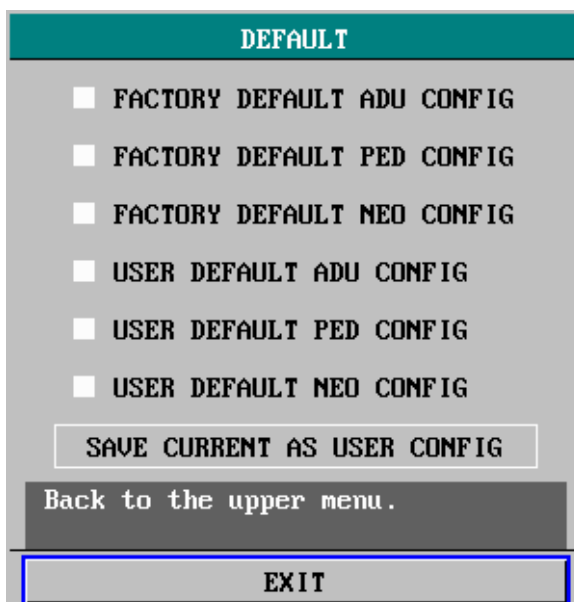 DEFAULT
FACTORY DEFAULT ADU CONFIG
FACTORY DEFAULT PED CONFIG
FACTORY DEFAULT NEO CONFIG
USER DEFAULT ADU CONFIG
USER DEFAULT PED CONFIG
USER DEFAULT NEO CONFIG
SAVE CURRENT AS USER CONFIG
Back to the upper menu.
EXIT